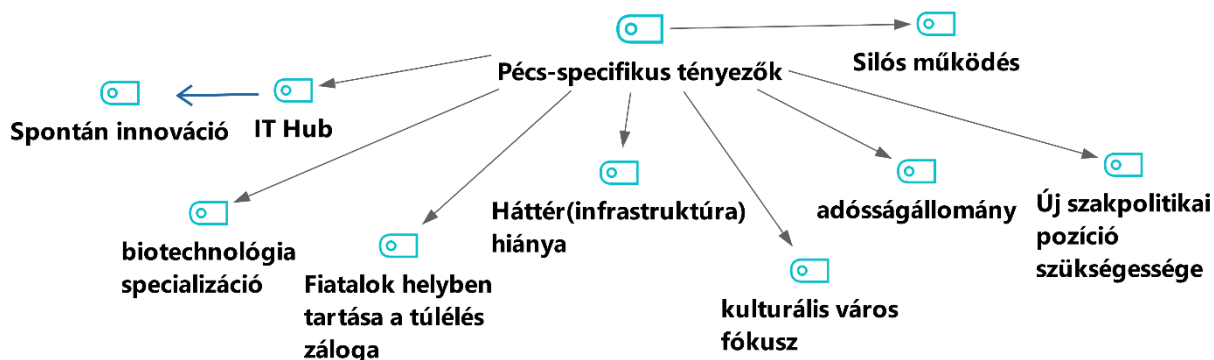 Pécs-specifikus tényezők
Silós működés
Spontán innováció
IT Hub
biotechnológia
specializáció
Fiatalok helyben
tartása a túlélés
záloga
Háttér(infrastruktúra)
hiánya
kulturális város
fókusz
adósságállomány
Új szakpolitikai
pozíció
szükségessége